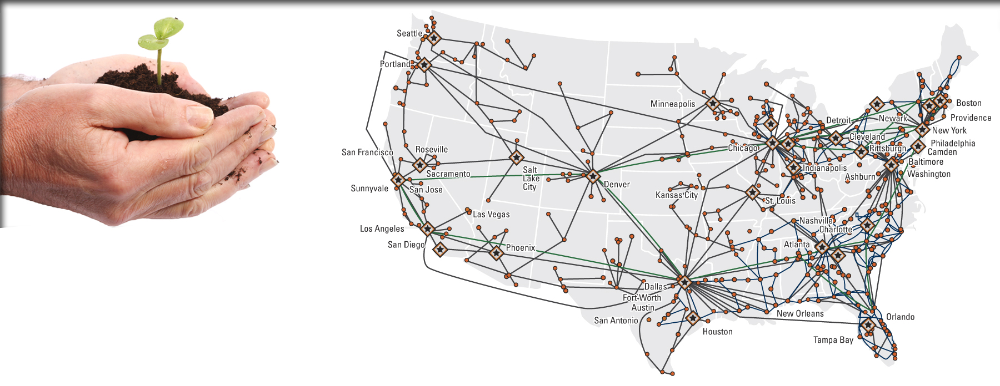 Seattle
Portland
Minneapolis
Boston
Detroit
Newark
Providence
New York
Cleveland
Philadelphia
Camden
Chicago
Pittsburgh
San Francisco
Roseville
Baltimore
Indianapolis
Salt
Lake
City
Sacramento
Ashburn
Washington
Sunnyvale
San Jose
Denver
Kansas City
St. Louis
Las Vegas
Nashville
Los Angeles
Charlotte
San Diego
Phoenix
Atlanta
Dallas
Fort Worth
Austin
New Orleans
Orlando
San Antonio
Houston
Tampa Bay